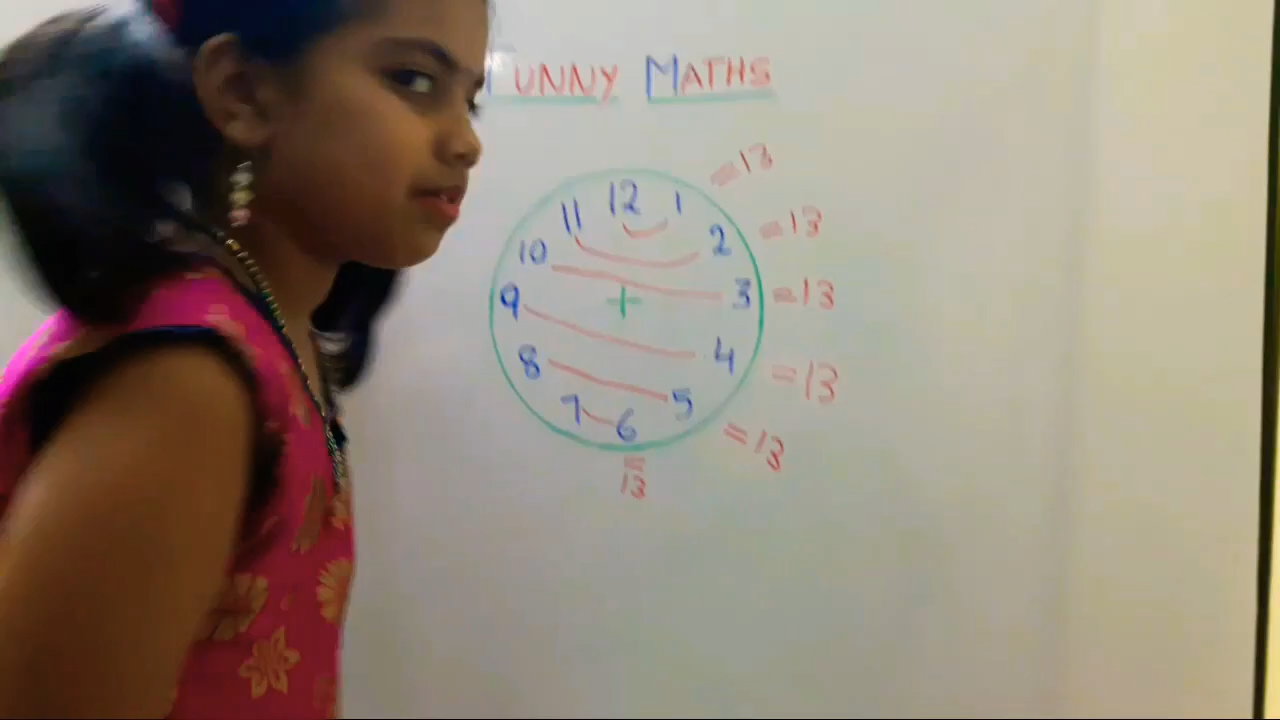 FUNNY MATHS
= 13
12 1
11 2 = 13
10 3 = 13
+
9 4 = 13
8 5 = 13
7 6
= 13